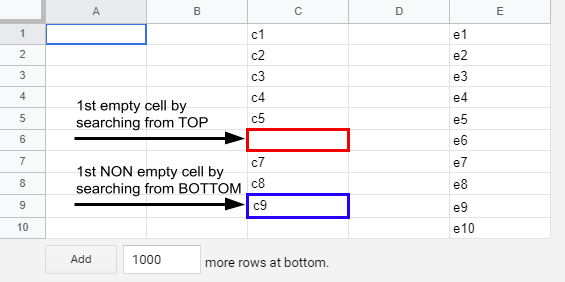 A B C D E
1 c1 e1
2 c2 e2
3 c3 e3
4 c4 e4
1st empty cell by
5 searching from TOP c5 e5
6 e6
1st NON empty cell by
7 c7 e7
8 searching from BOTTOM c8 e8
9 c9 e9
10 e10
Add 1000 more rows at bottom.